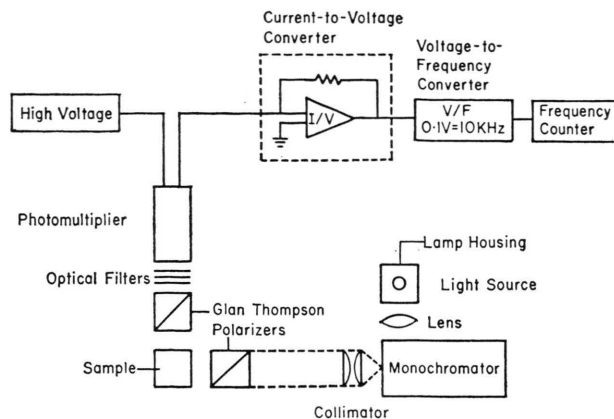 Current-to-Voltage
Converter
Voltage-to-
Frequency
Converter
High Voltage
I/V
V/F
0·1V=10KHz
Frequency
Counter
Photomultiplier
Optical Filters
Glan Thompson
Polarizers
Lamp Housing
Light Source
Lens
Sample
Monochromator
Collimator